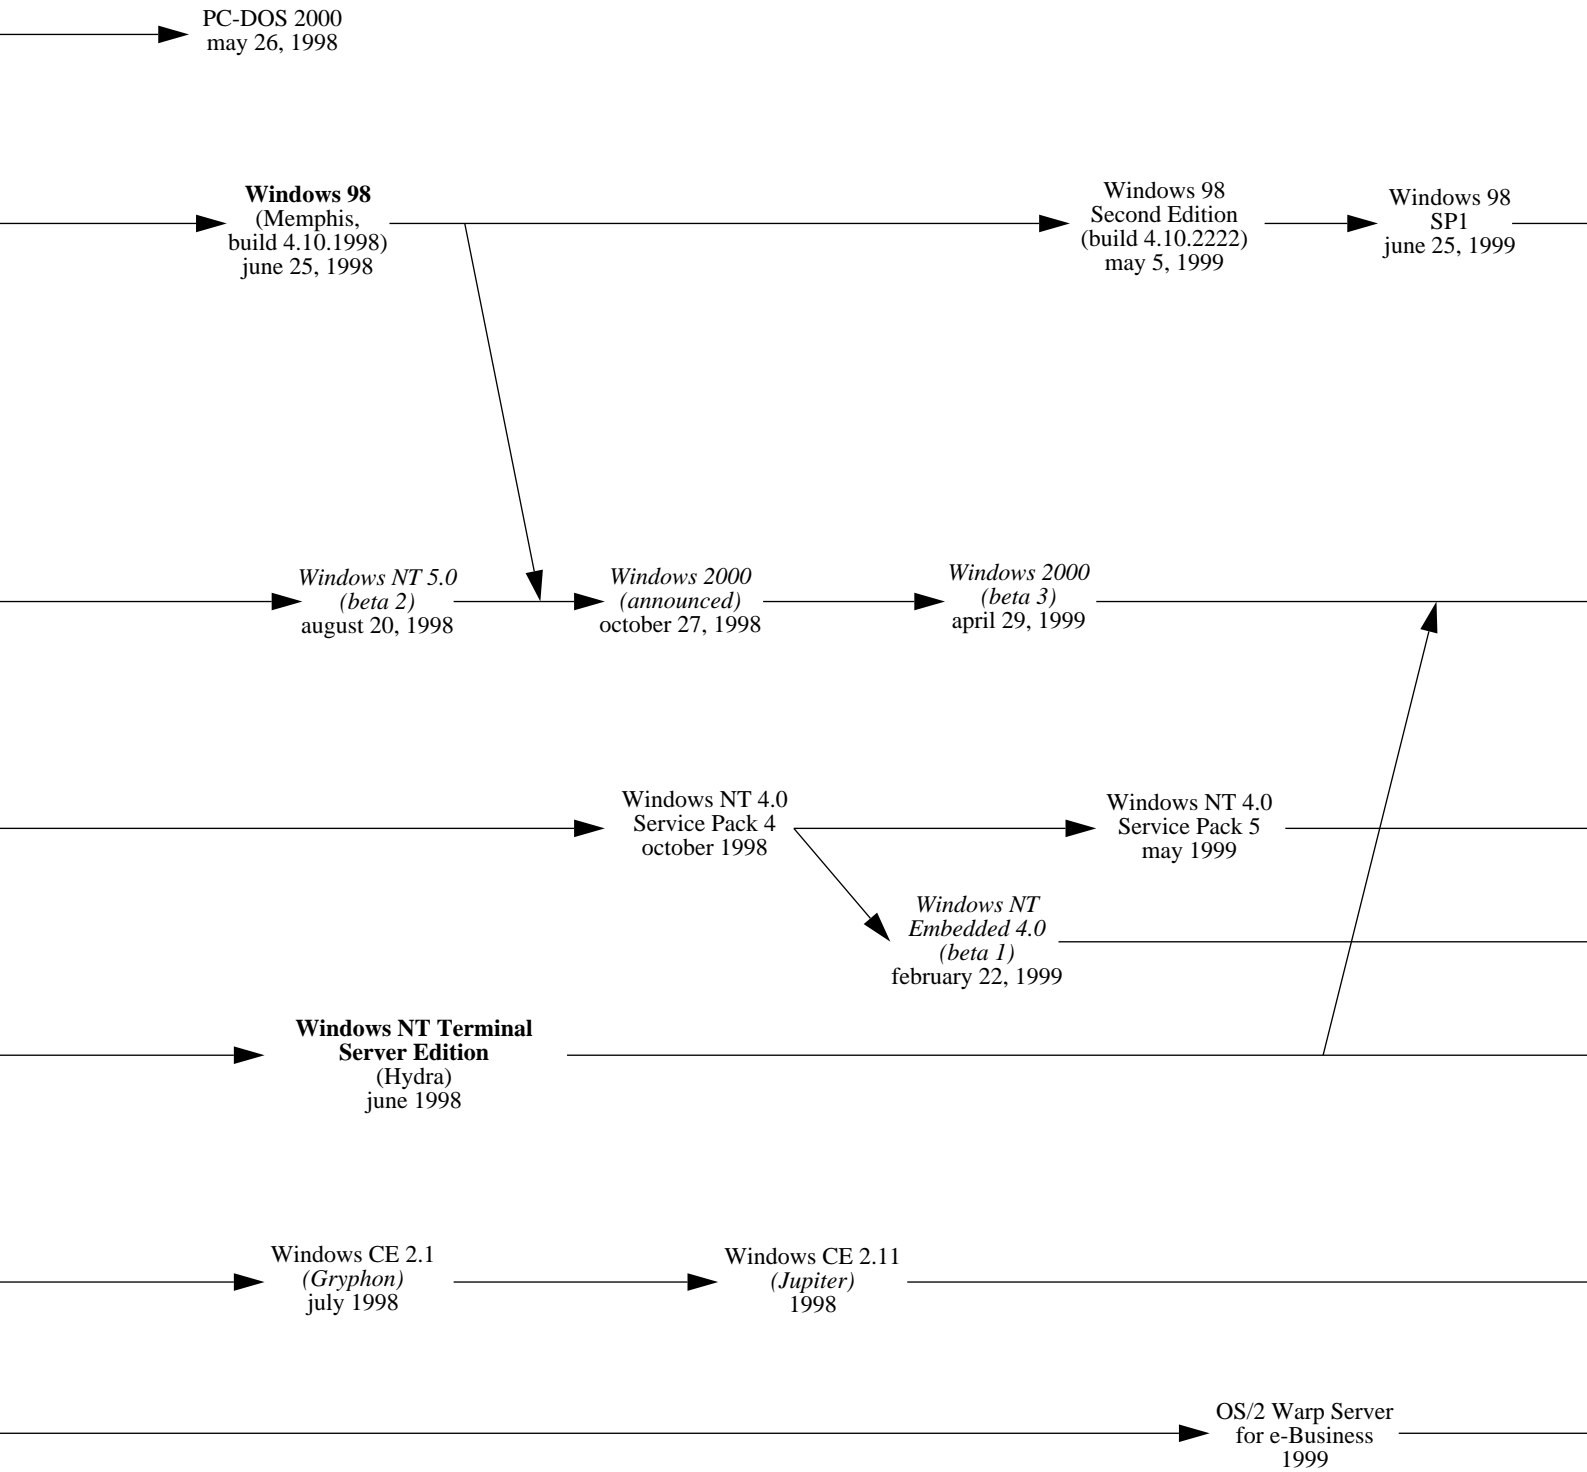 PC-DOS 2000
may 26, 1998
Windows 98
(Memphis,
build 4.10.1998)
june 25, 1998
Windows 98
Second Edition
(build 4.10.2222)
may 5, 1999
Windows 98
SP1
june 25, 1999
Windows NT 5.0
(beta 2)
august 20, 1998
Windows 2000
(announced)
october 27, 1998
Windows 2000
(beta 3)
april 29, 1999
Windows NT 4.0
Service Pack 4
october 1998
Windows NT 4.0
Service Pack 5
may 1999
Windows NT
Embedded 4.0
(beta 1)
february 22, 1999
Windows NT Terminal
Server Edition
(Hydra)
june 1998
Windows CE 2.1
(Gryphon)
july 1998
Windows CE 2.11
(Jupiter)
1998
OS/2 Warp Server
for e-Business
1999